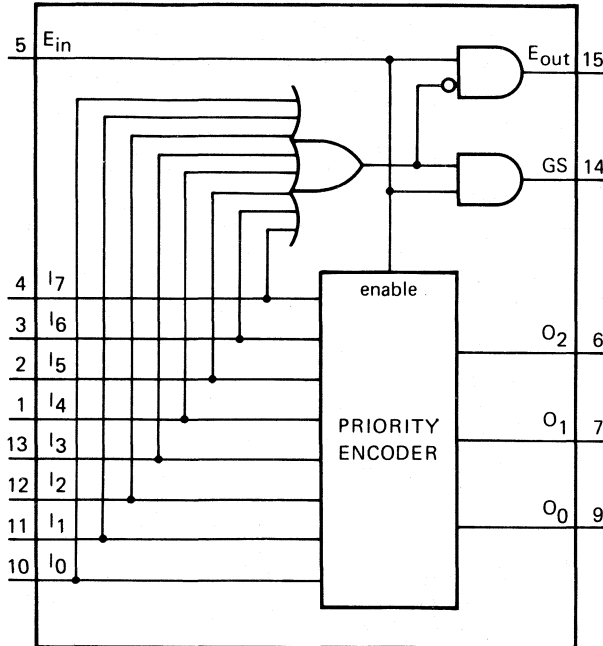 5 E_in
E_out 15
GS 14
4 I_7
enable
3 I_6
O_2 6
2 I_5
1 I_4
PRIORITY
ENCODER
O_1 7
13 I_3
12 I_2
O_0 9
11 I_1
10 I_0